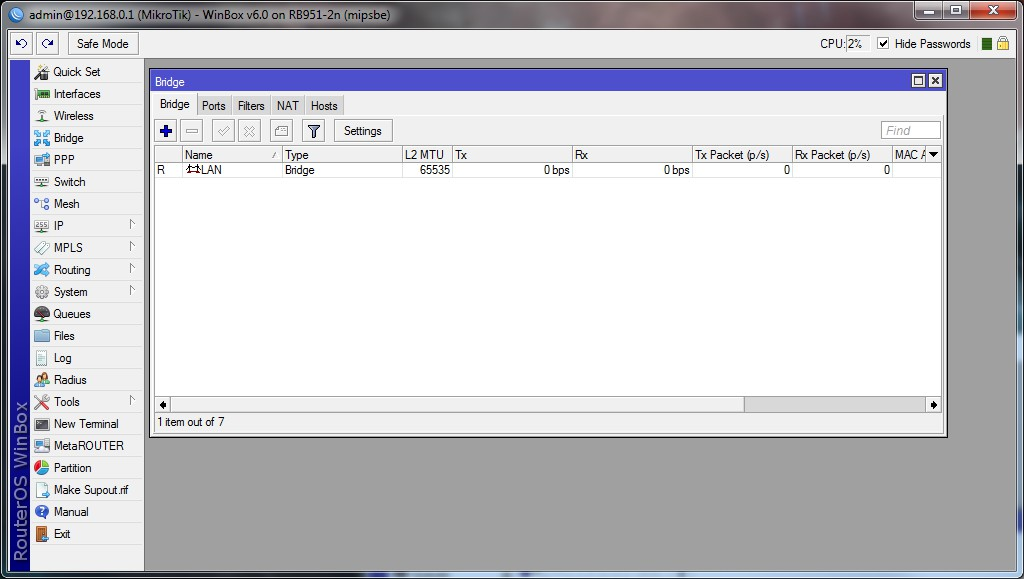 admin@192.168.0.1 (MikroTik) - WinBox v6.0 on RB951-2n (mipsbe)
Safe Mode
CPU: 2%
Hide Passwords
RouterOS WinBox
Quick Set
Interfaces
Wireless
Bridge
PPP
Switch
Mesh
255
IP
MPLS
Routing
System
Queues
Files
Log
Radius
Tools
New Terminal
MetaROUTER
Partition
Make Supout.rif
Manual
Exit
Bridge
Bridge Ports Filters NAT Hosts
Settings
Find
Name / Type L2 MTU Tx Rx Tx Packet (p/s) Rx Packet (p/s) MAC A
R LAN Bridge 65535 0 bps 0 bps 0 0
1 item out of 7